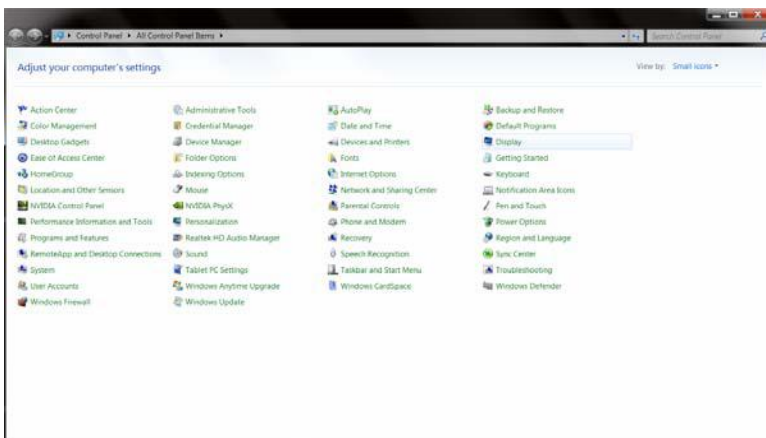 Control Panel ▸ All Control Panel Items ▸ Search Control Panel
Adjust your computer's settings View by: Small icons
Action Center Administrative Tools AutoPlay Backup and Restore
Color Management Credential Manager Date and Time Default Programs
Desktop Gadgets Device Manager Devices and Printers Display
Ease of Access Center Folder Options Fonts Getting Started
HomeGroup Indexing Options Internet Options Keyboard
Location and Other Sensors Mouse Network and Sharing Center Notification Area Icons
NVIDIA Control Panel NVIDIA PhysX Parental Controls Pen and Touch
Performance Information and Tools Personalization Phone and Modem Power Options
Programs and Features Realtek HD Audio Manager Recovery Region and Language
RemoteApp and Desktop Connections Sound Speech Recognition Sync Center
System Tablet PC Settings Taskbar and Start Menu Troubleshooting
User Accounts Windows Anytime Upgrade Windows CardSpace Windows Defender
Windows Firewall Windows Update